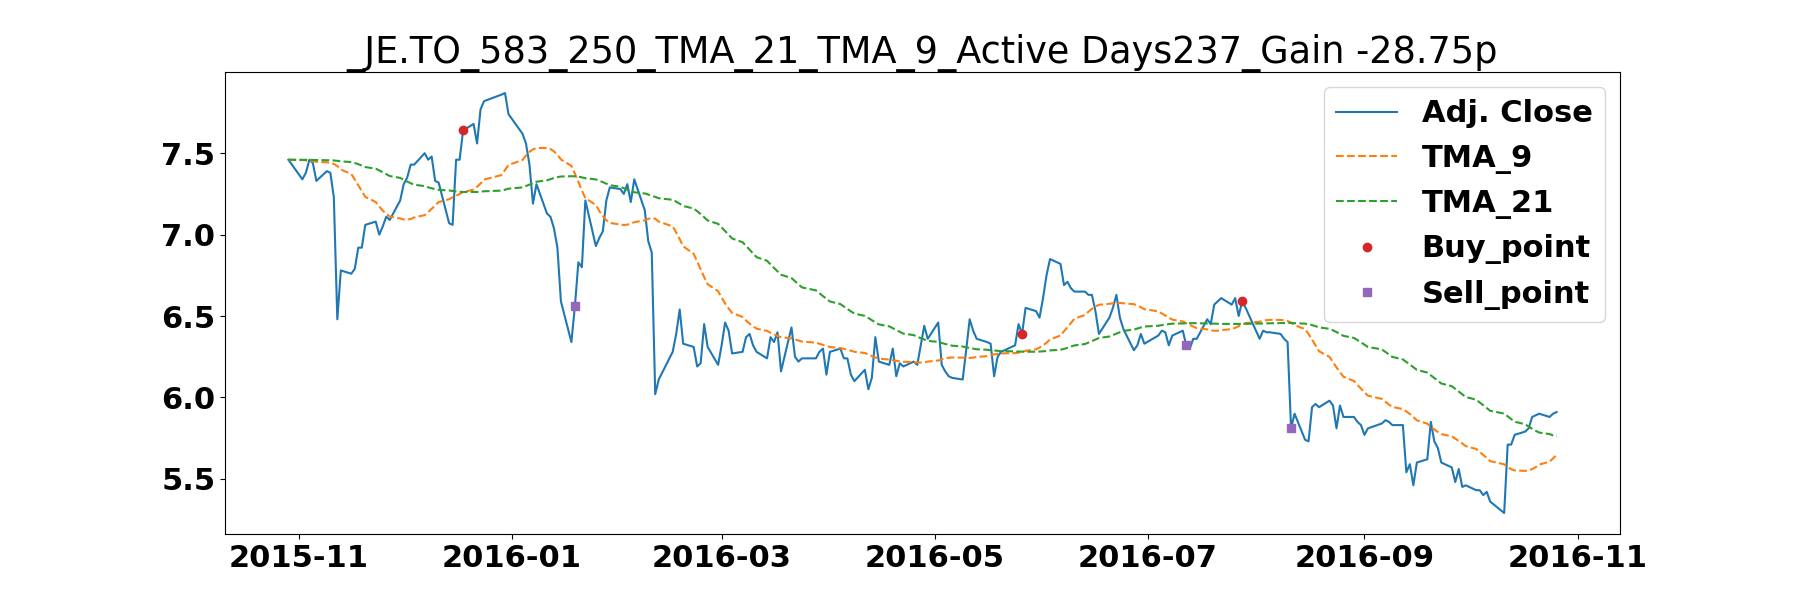 _JE.TO_583_250_TMA_21_TMA_9_Active Days237_Gain -28.75p
Adj. Close
TMA_9
TMA_21
Buy_point
Sell_point
7.5
7.0
6.5
6.0
5.5
2015-11 2016-01 2016-03 2016-05 2016-07 2016-09 2016-11